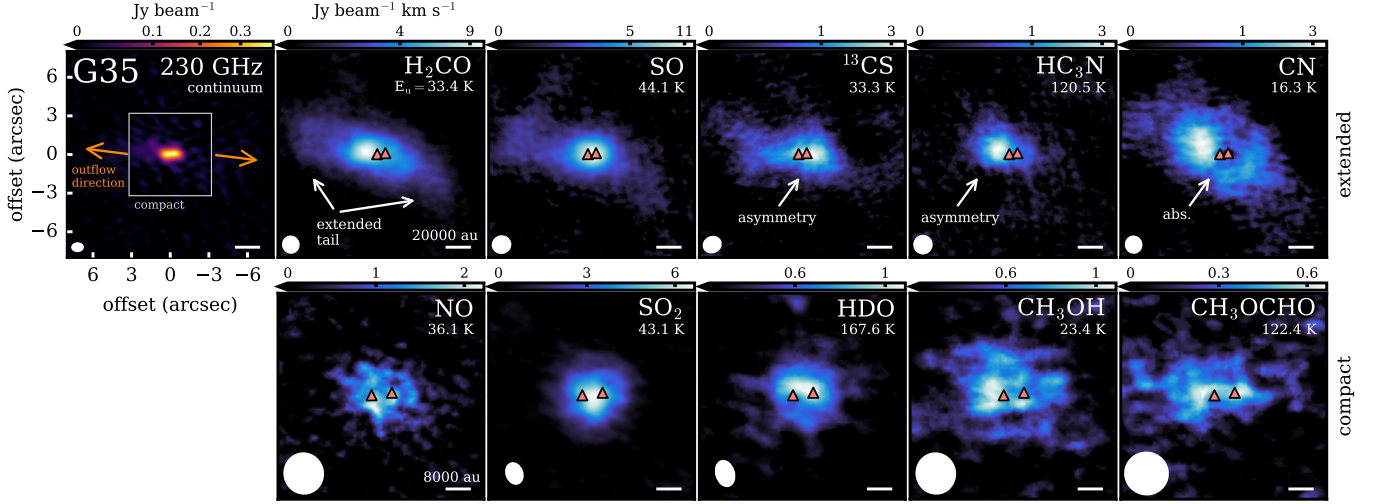 Jy beam⁻¹ Jy beam⁻¹ km s⁻¹
0 0.1 0.2 0.3 0 4 9 0 5 11 0 1 3 0 1 3 0 1 3
G35 230 GHz H₂CO SO ¹³CS HC₃N CN
continuum Eᵤ = 33.4 K 44.1 K 33.3 K 120.5 K 16.3 K
offset (arcsec)
6
3
0
−3
−6
outflow
direction
compact
extended
tail
20000 au
asymmetry
asymmetry
abs.
extended
6 3 0 −3 −6
offset (arcsec)
0 1 2 0 3 6 0.6 1 0 0.6 1 0 0.3 0.6
NO SO₂ HDO CH₃OH CH₃OCHO
36.1 K 43.1 K 167.6 K 23.4 K 122.4 K
8000 au
compact